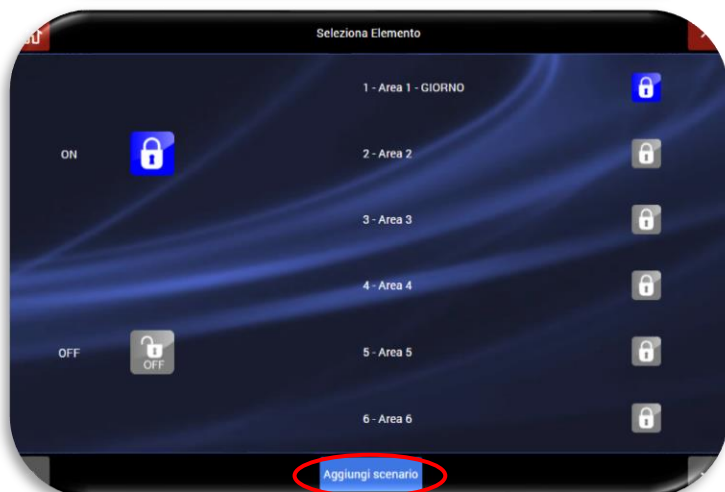 Seleziona Elemento
1 - Area 1 - GIORNO
ON
2 - Area 2
3 - Area 3
4 - Area 4
OFF
OFF
5 - Area 5
6 - Area 6
Aggiungi scenario